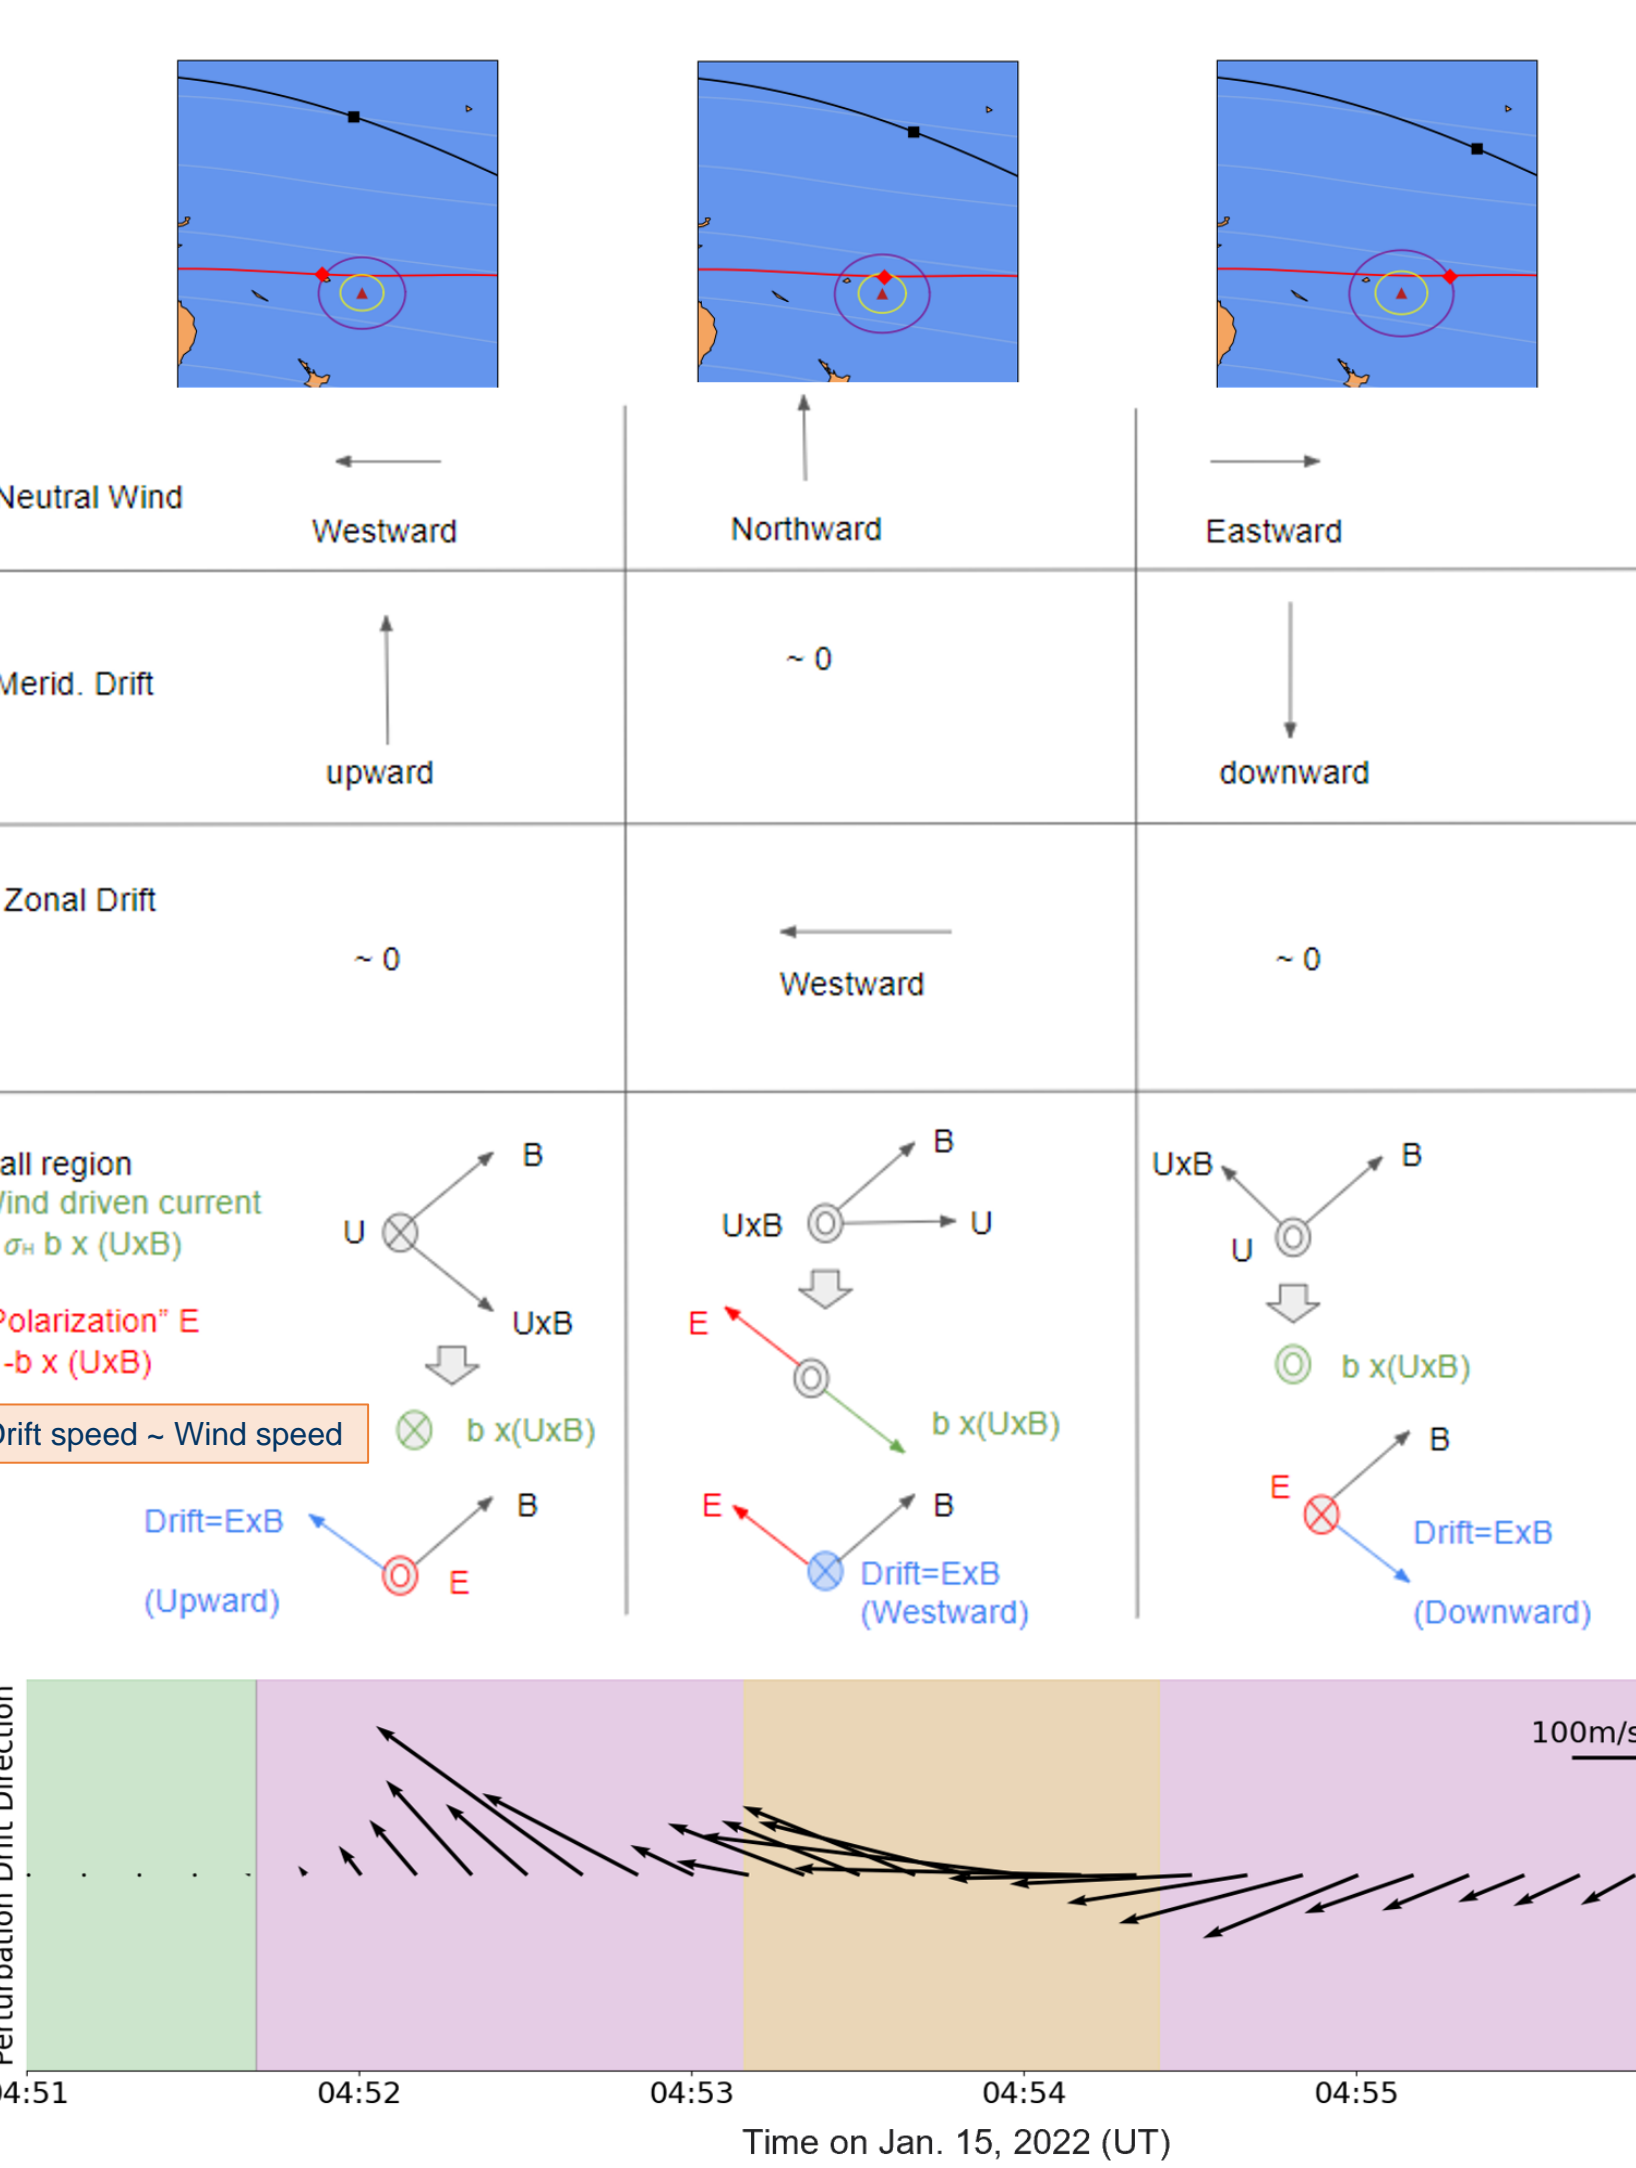 Neutral Wind
Westward
Northward
Eastward
Merid. Drift
upward
~ 0
downward
Zonal Drift
~ 0
Westward
~ 0
all region
Wind driven current
σH b x (UxB)
Polarization” E
-b x (UxB)
Drift speed ~ Wind speed
B
U
UxB
b x(UxB)
Drift=ExB
(Upward)
B
E
B
UxB
U
E
b x(UxB)
E
B
Drift=ExB
(Westward)
UxB
B
U
b x(UxB)
B
E
Drift=ExB
(Downward)
Perturbation Drift Direction
100m/s
04:51
04:52
04:53
04:54
04:55
Time on Jan. 15, 2022 (UT)